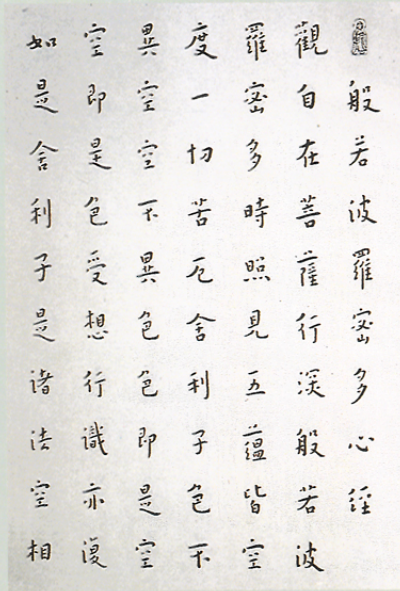 般若波羅密多心經
觀自在菩薩行深般若波
羅密多時照見五蘊皆空
度一切苦厄舍利子色不
異空空不異色色即是空
空即是色受想行識亦復
如是舍利子是諸法空相